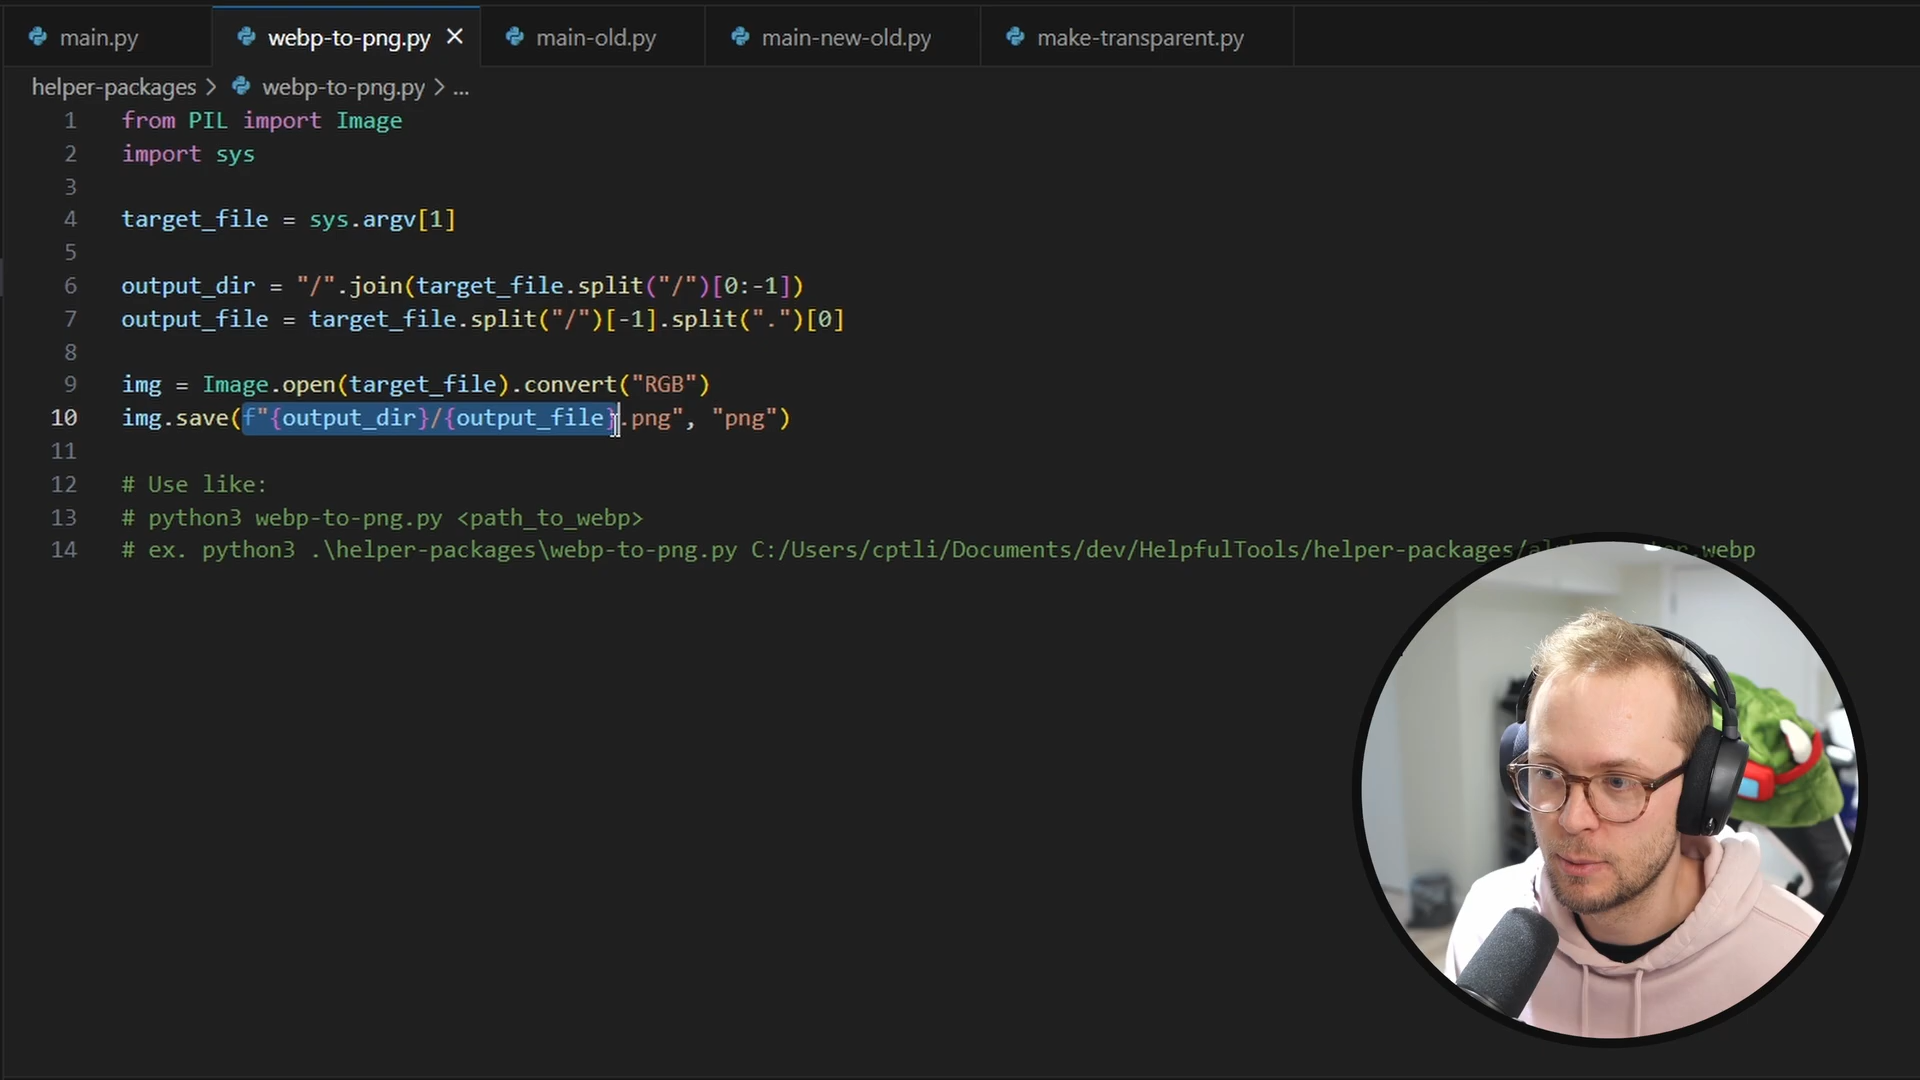 main.py webp-to-png.py main-old.py main-new-old.py make-transparent.py
helper-packages > webp-to-png.py > ...
1 from PIL import Image
2 import sys
3
4 target_file = sys.argv[1]
5
6 output_dir = "/".join(target_file.split("/")[0:-1])
7 output_file = target_file.split("/")[-1].split(".")[0]
8
9 img = Image.open(target_file).convert("RGB")
10 img.save(f"{output_dir}/{output_file}.png", "png")
11
12 # Use like:
13 # python3 webp-to-png.py <path_to_webp>
14 # ex. python3 .\helper-packages\webp-to-png.py C:/Users/cptli/Documents/dev/HelpfulTools/helper-packages/ .webp